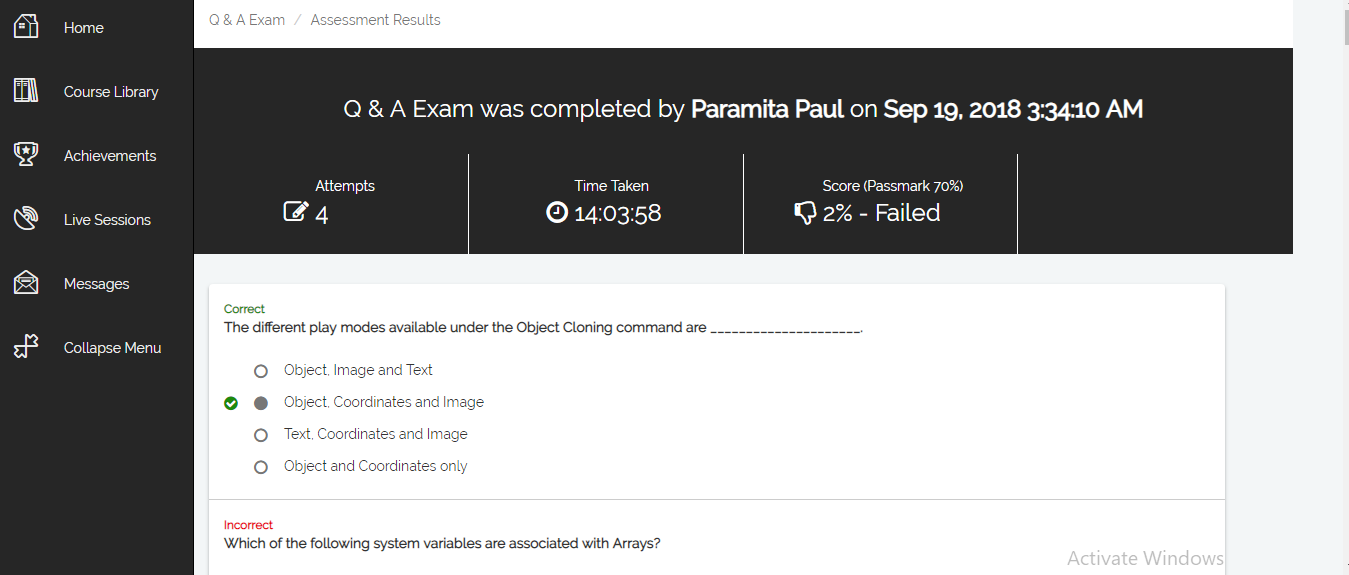 Home
Course Library
Achievements
Live Sessions
Messages
Collapse Menu
Q & A Exam / Assessment Results
Q & A Exam was completed by Paramita Paul on Sep 19, 2018 3:34:10 AM
Attempts
4
Time Taken
14:03:58
Score (Passmark 70%)
2% - Failed
Correct
The different play modes available under the Object Cloning command are _____________________.
Object, Image and Text
Object, Coordinates and Image
Text, Coordinates and Image
Object and Coordinates only
Incorrect
Which of the following system variables are associated with Arrays?
Activate Windows